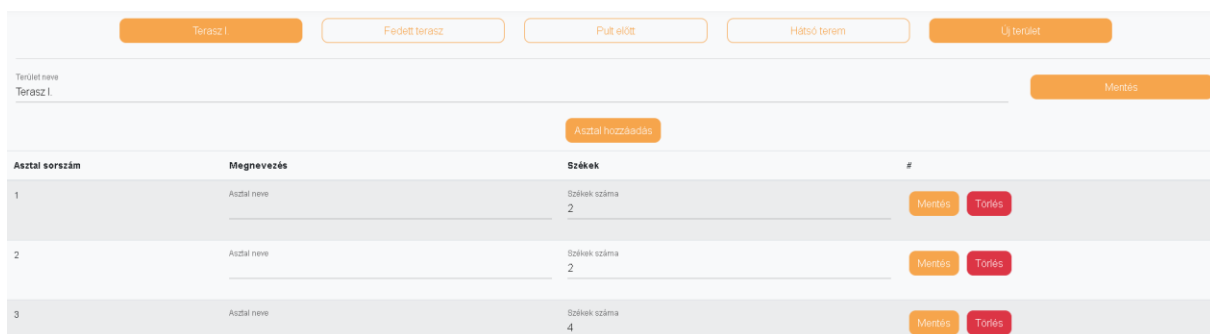 Terasz I. Fedett terasz Pult előtt Hátsó terem Új terület
Terület neve
Terasz I.
Mentés
Asztal hozzáadás
Asztal sorszám Megnevezés Székek #
1 Asztal neve Székek száma
2
Mentés Törlés
2 Asztal neve Székek száma
2
Mentés Törlés
3 Asztal neve Székek száma
4
Mentés Törlés